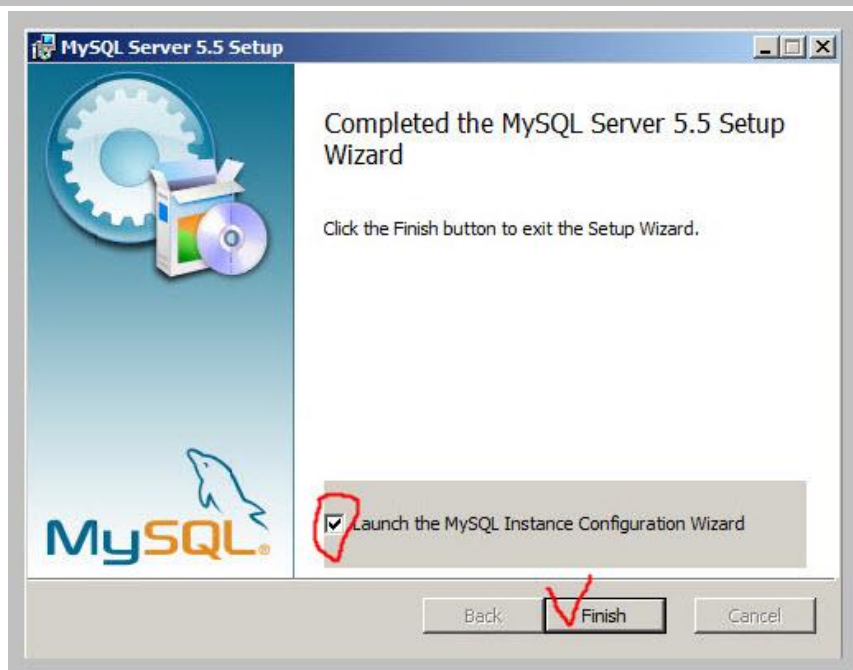 MySQL Server 5.5 Setup
Completed the MySQL Server 5.5 Setup
Wizard
Click the Finish button to exit the Setup Wizard.
MySQL®
Launch the MySQL Instance Configuration Wizard
Back Finish Cancel